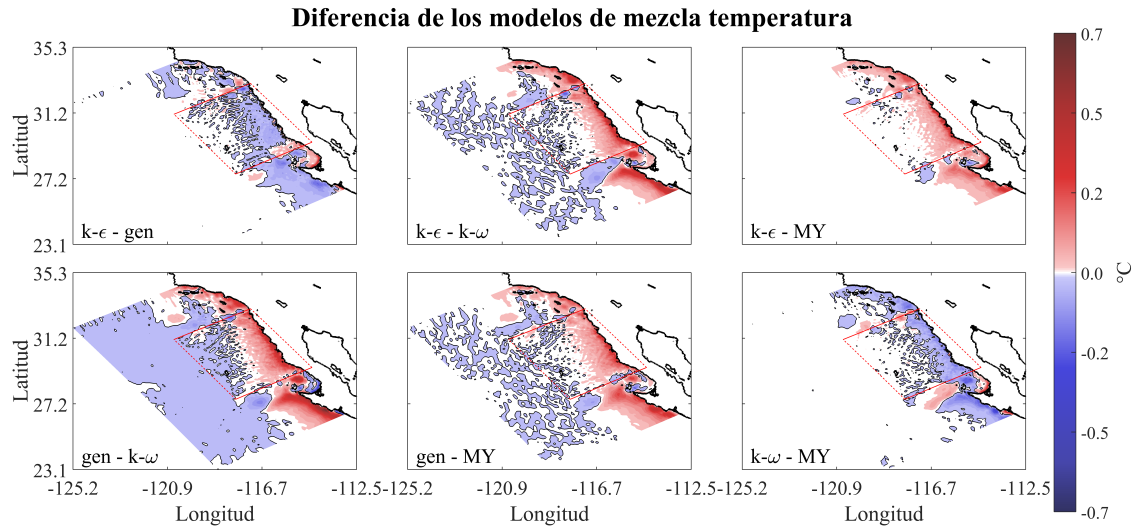 Diferencia de los modelos de mezcla temperatura
35.3
31.2
27.2
23.1
Latitud
k-ϵ - gen
k-ϵ - k-ω
k-ϵ - MY
35.3
31.2
27.2
23.1
Latitud
gen - k-ω
gen - MY
k-ω - MY
-125.2 -120.9 -116.7 -112.5
-125.2 -120.9 -116.6 -112.5
-125.2 -120.9 -116.7 -112.5
Longitud
Longitud
Longitud
0.7
0.5
0.2
0.0
-0.2
-0.5
-0.7
°C